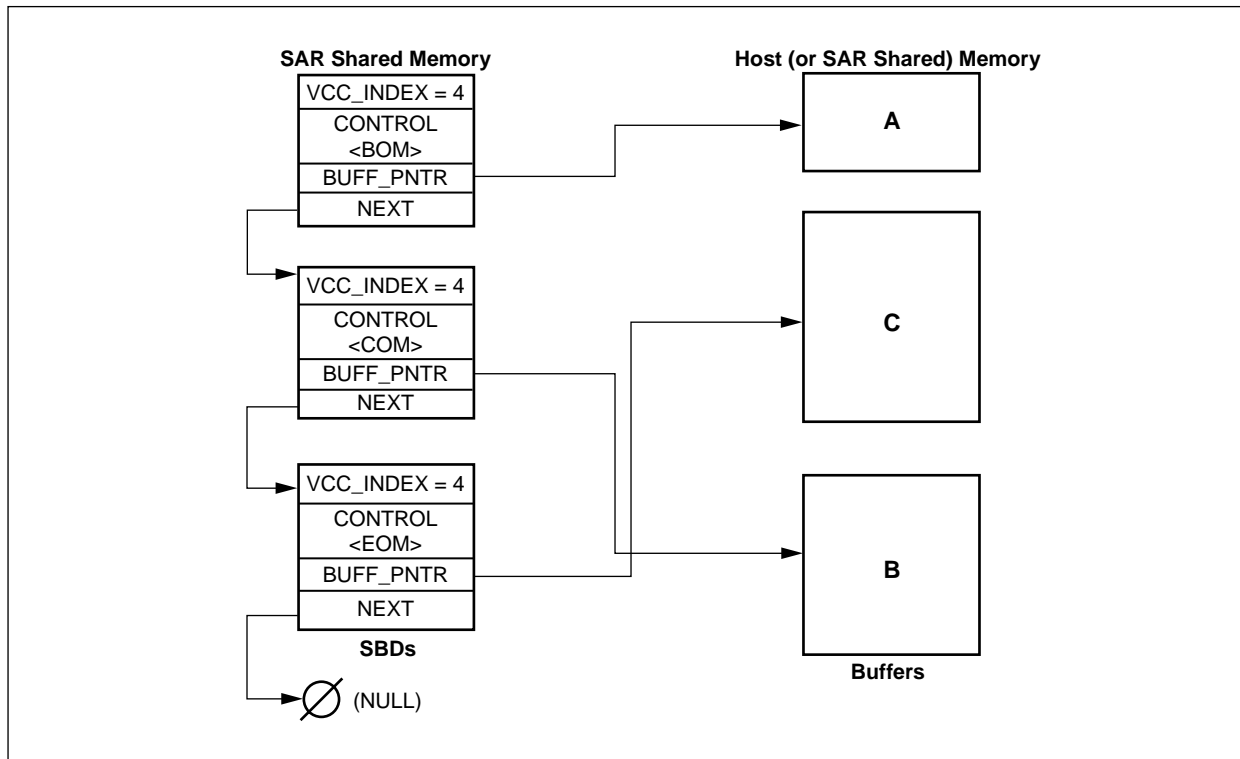 SAR Shared Memory
VCC_INDEX = 4
CONTROL
<BOM>
BUFF_PNTR
NEXT
VCC_INDEX = 4
CONTROL
<COM>
BUFF_PNTR
NEXT
VCC_INDEX = 4
CONTROL
<EOM>
BUFF_PNTR
NEXT
SBDs
(NULL)
Host (or SAR Shared) Memory
A
C
B
Buffers